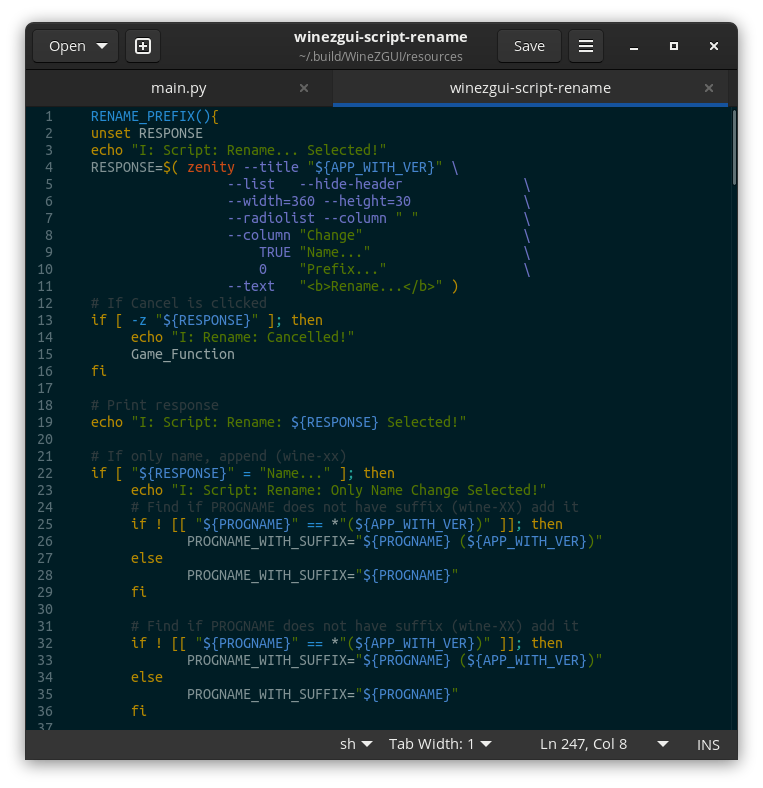 Open
winezgui-script-rename
~/.build/WineZGUI/resources
Save
main.py
winezgui-script-rename
1 RENAME_PREFIX(){
2 unset RESPONSE
3 echo "I: Script: Rename... Selected!"
4 RESPONSE=$( zenity --title "${APP_WITH_VER}" \
5 --list --hide-header \
6 --width=360 --height=30 \
7 --radiolist --column " " \
8 --column "Change" \
9 TRUE "Name..." \
10 0 "Prefix..." \
11 --text "<b>Rename...</b>" )
12 # If Cancel is clicked
13 if [ -z "${RESPONSE}" ]; then
14 echo "I: Rename: Cancelled!"
15 Game_Function
16 fi
17
18 # Print response
19 echo "I: Script: Rename: ${RESPONSE} Selected!"
20
21 # If only name, append (wine-xx)
22 if [ "${RESPONSE}" = "Name..." ]; then
23 echo "I: Script: Rename: Only Name Change Selected!"
24 # Find if PROGNAME does not have suffix (wine-XX) add it
25 if ! [[ "${PROGNAME}" == *"(${APP_WITH_VER})" ]]; then
26 PROGNAME_WITH_SUFFIX="${PROGNAME} (${APP_WITH_VER})"
27 else
28 PROGNAME_WITH_SUFFIX="${PROGNAME}"
29 fi
30
31 # Find if PROGNAME does not have suffix (wine-XX) add it
32 if ! [[ "${PROGNAME}" == *"(${APP_WITH_VER})" ]]; then
33 PROGNAME_WITH_SUFFIX="${PROGNAME} (${APP_WITH_VER})"
34 else
35 PROGNAME_WITH_SUFFIX="${PROGNAME}"
36 fi
37
sh Tab Width: 1 Ln 247, Col 8 INS